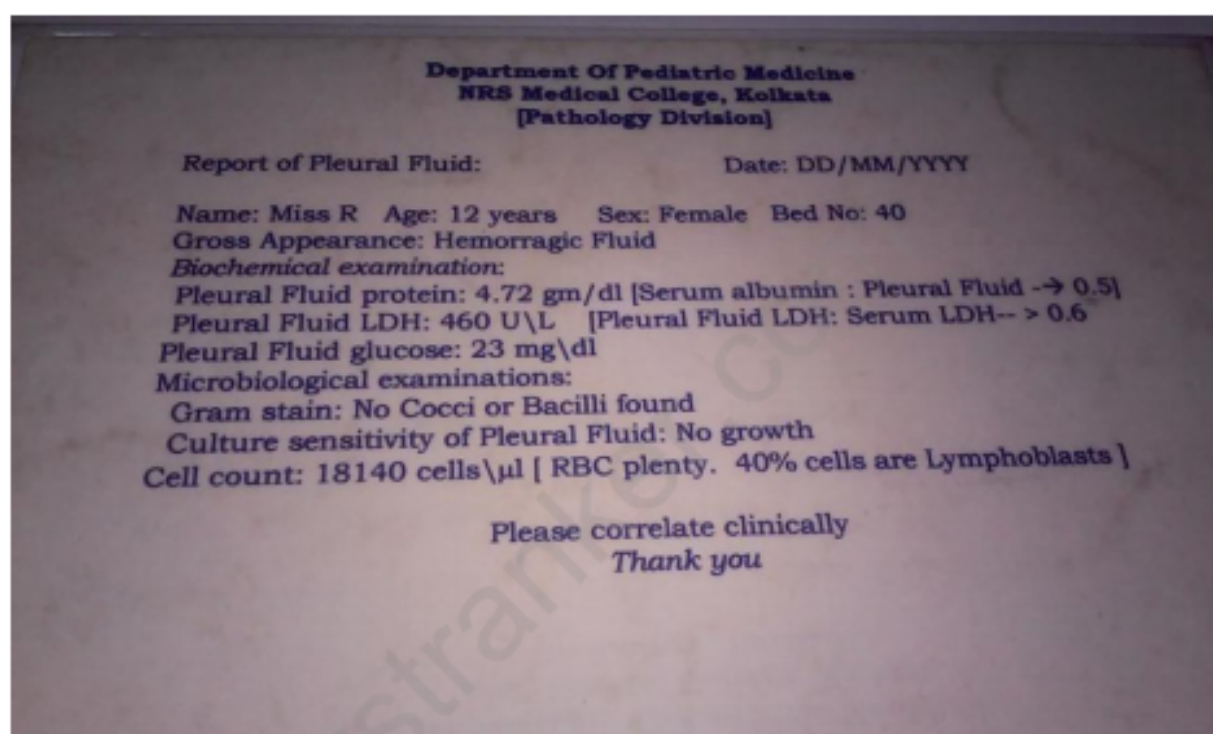 Department Of Pediatric Medicine
NRS Medical College, Kolkata
[Pathology Division]
Report of Pleural Fluid: Date: DD/MM/YYYY
Name: Miss R Age: 12 years Sex: Female Bed No: 40
Gross Appearance: Hemorragic Fluid
Biochemical examination:
Pleural Fluid protein: 4.72 gm/dl [Serum albumin : Pleural Fluid -→ 0.5]
Pleural Fluid LDH: 460 U\L [Pleural Fluid LDH: Serum LDH-- > 0.6
Pleural Fluid glucose: 23 mg\dl
Microbiological examinations:
Gram stain: No Cocci or Bacilli found
Culture sensitivity of Pleural Fluid: No growth
Cell count: 18140 cells\µl [ RBC plenty. 40% cells are Lymphoblasts ]
Please correlate clinically
Thank you